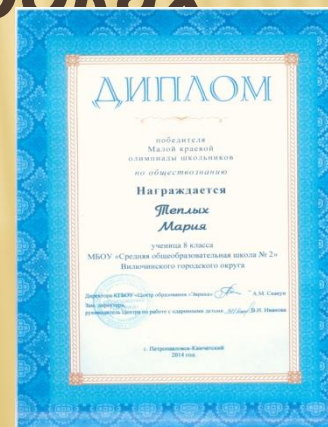 ДИПЛОМ
победителя
Малой краевой
олимпиады школьников
по обществознанию
Награждается
Теплых
Мария
ученица 8 класса
МБОУ «Средняя общеобразовательная школа № 2»
Вилючинского городского округа
Директор КГБОУ «Центр образования «Эврика»
Зам. директора,
руководитель Центра по работе с одаренными детьми В.П. Иванова
г. Петропавловск-Камчатский
2014 год